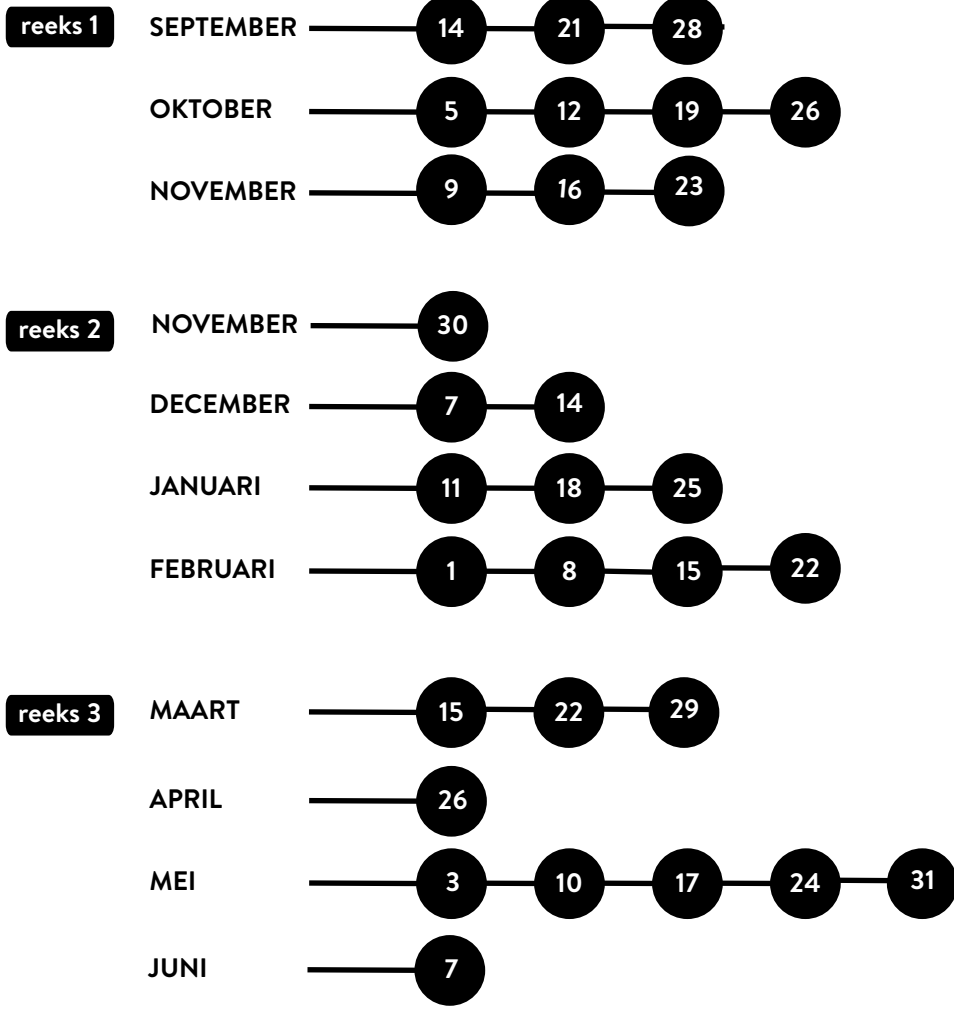 reeks 1 SEPTEMBER 14 21 28
OKTOBER 5 12 19 26
NOVEMBER 9 16 23
reeks 2 NOVEMBER 30
DECEMBER 7 14
JANUARI 11 18 25
FEBRUARI 1 8 15 22
reeks 3 MAART 15 22 29
APRIL 26
MEI 3 10 17 24 31
JUNI 7